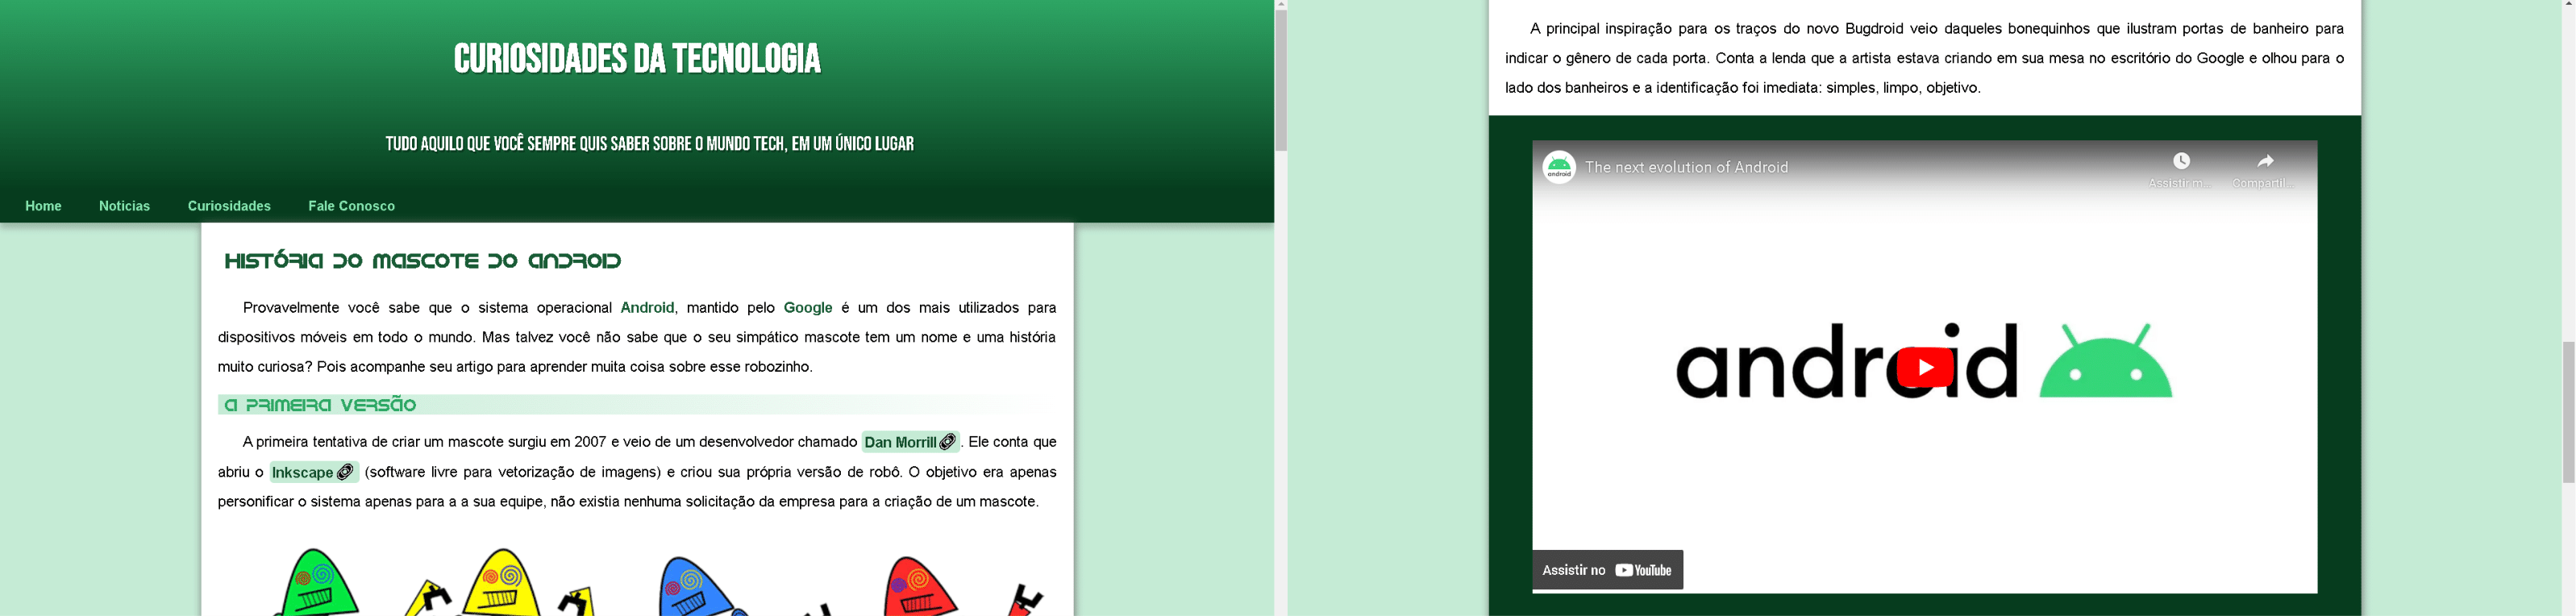 CURIOSIDADES DA TECNOLOGIA
TUDO AQUILO QUE VOCÊ SEMPRE QUIS SABER SOBRE O MUNDO TECH, EM UM ÚNICO LUGAR
Home Noticias Curiosidades Fale Conosco
HISTÓRIA DO MASCOTE DO ANDROID
Provavelmente você sabe que o sistema operacional Android, mantido pelo Google é um dos mais utilizados para
dispositivos móveis em todo o mundo. Mas talvez você não sabe que o seu simpático mascote tem um nome e uma história
muito curiosa? Pois acompanhe seu artigo para aprender muita coisa sobre esse robozinho.
A PRIMEIRA VERSÃO
A primeira tentativa de criar um mascote surgiu em 2007 e veio de um desenvolvedor chamado Dan Morrill. Ele conta que
abriu o Inkscape (software livre para vetorização de imagens) e criou sua própria versão de robô. O objetivo era apenas
personificar o sistema apenas para a a sua equipe, não existia nenhuma solicitação da empresa para a criação de um mascote.
A principal inspiração para os traços do novo Bugdroid veio daqueles bonequinhos que ilustram portas de banheiro para
indicar o gênero de cada porta. Conta a lenda que a artista estava criando em sua mesa no escritório do Google e olhou para o
lado dos banheiros e a identificação foi imediata: simples, limpo, objetivo.
android
The next evolution of Android
Assistir m...
Compartil...
android
Assistir no YouTube